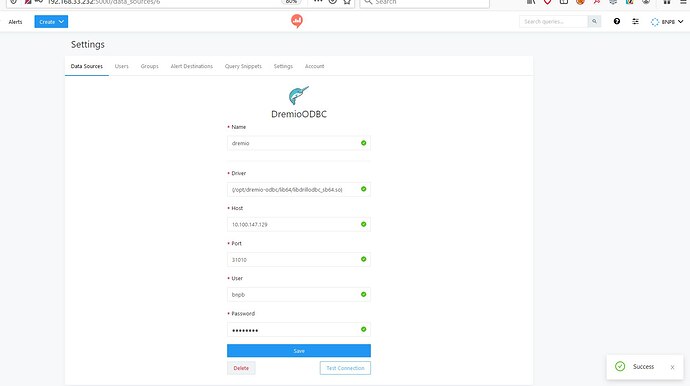 192.168.33.232:5000/data_sources/6
80%
Search
Alerts
Create
Search queries...
BNPB
Settings
Data Sources Users Groups Alert Destinations Query Snippets Settings Account
DremioODBC
* Name
dremio
* Driver
{/opt/dremio-odbc/lib64/libdrillodbc_sb64.so}
* Host
10.100.147.129
* Port
31010
* User
bnpb
* Password
••••••••
Save
Delete
Test Connection
Success